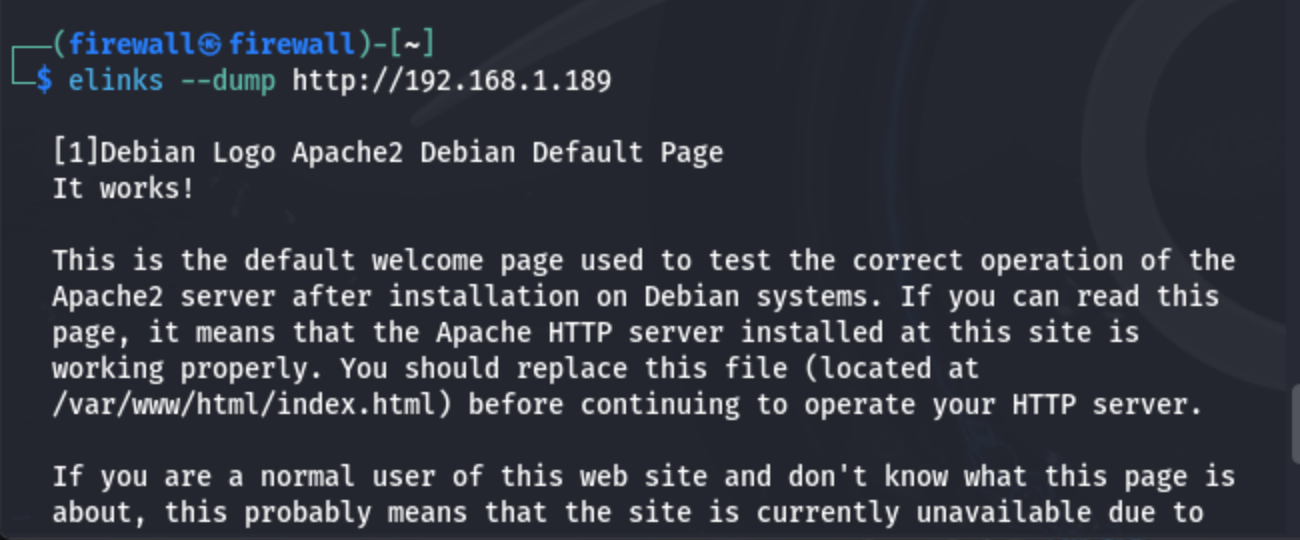 (firewall㉿firewall)-[~]
$ elinks --dump http://192.168.1.189
[1]Debian Logo Apache2 Debian Default Page
It works!
This is the default welcome page used to test the correct operation of the
Apache2 server after installation on Debian systems. If you can read this
page, it means that the Apache HTTP server installed at this site is
working properly. You should replace this file (located at
/var/www/html/index.html) before continuing to operate your HTTP server.
If you are a normal user of this web site and don't know what this page is
about, this probably means that the site is currently unavailable due to